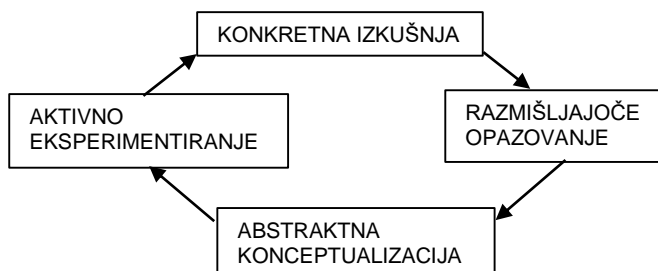 KONKRETNA IZKUŠNJA
AKTIVNO
EKSPERIMENTIRANJE
RAZMIŠLJAJOČE
OPAZOVANJE
ABSTRAKTNA
KONCEPTUALIZACIJA